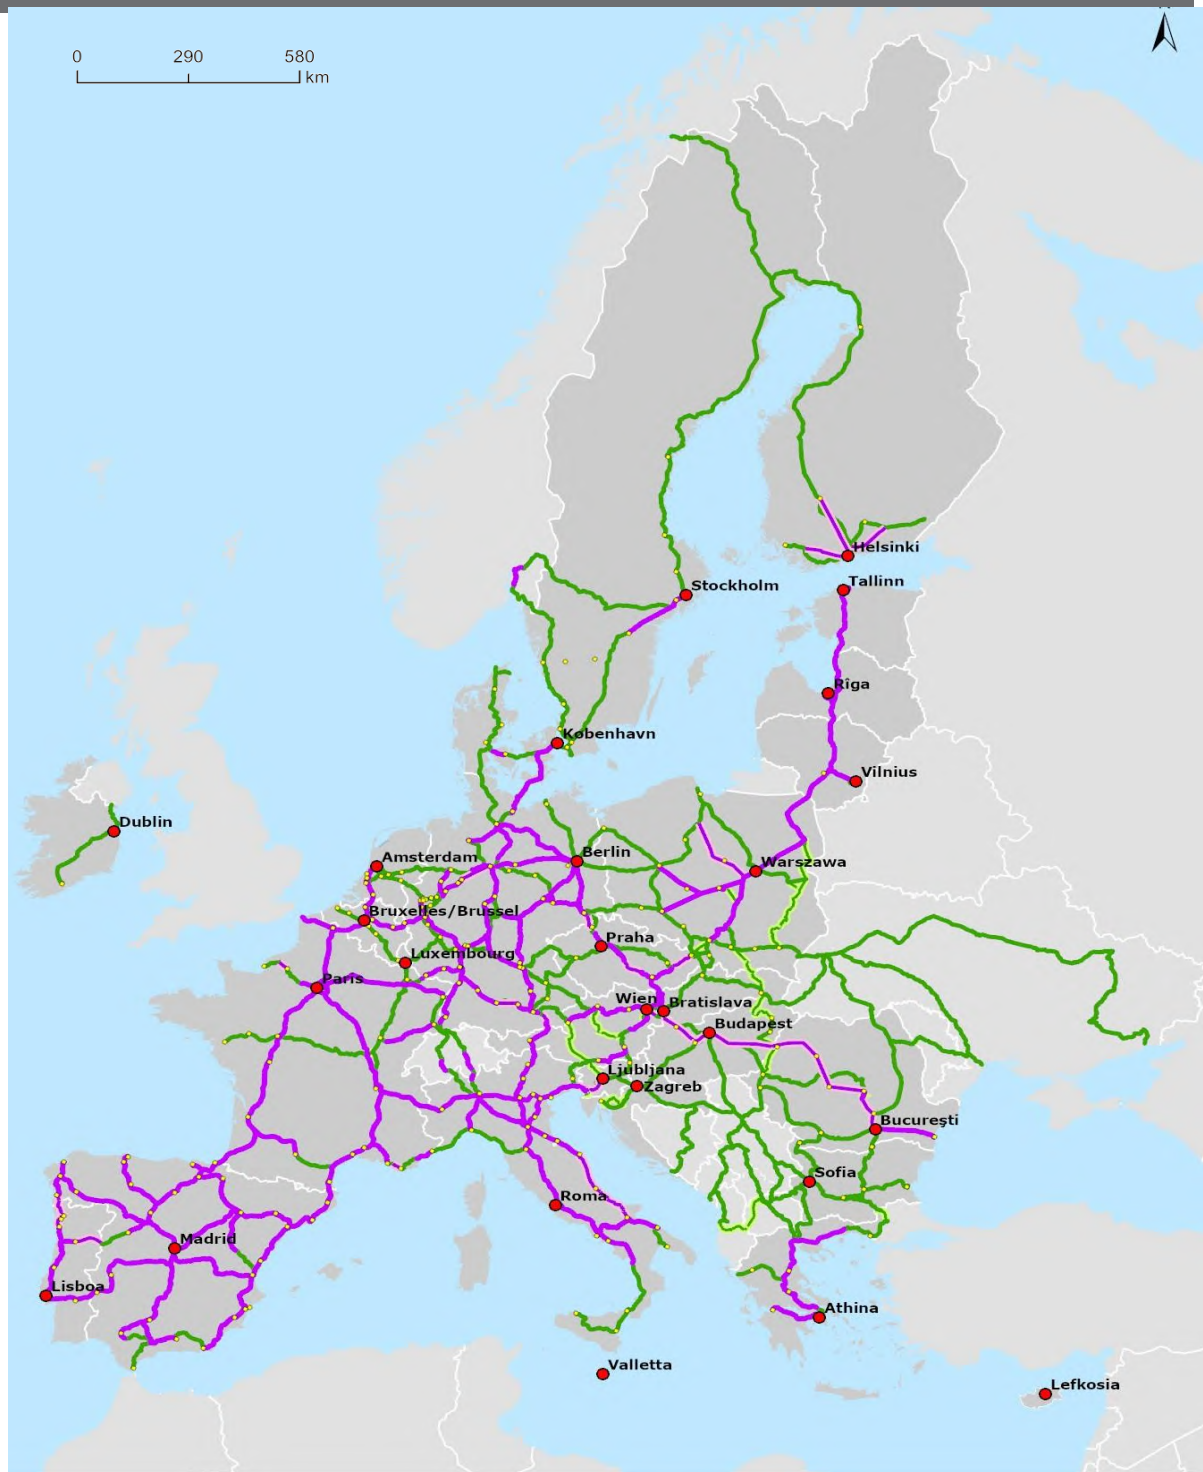 0 290 580
km
Helsinki
Tallinn
Stockholm
Rīga
København
Vilnius
Dublin
Amsterdam
Berlin
Warszawa
Bruxelles/Brussel
Praha
Luxembourg
Paris
Wien
Bratislava
Budapest
Ljubljana
Zagreb
Bucureşti
Sofia
Roma
Madrid
Lisboa
Athina
Valletta
Lefkosia